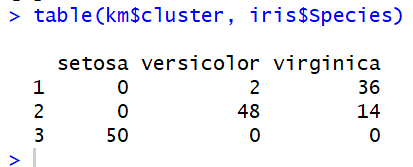 > table(km$cluster, iris$Species)
setosa versicolor virginica
1 0 2 36
2 0 48 14
3 50 0 0
>